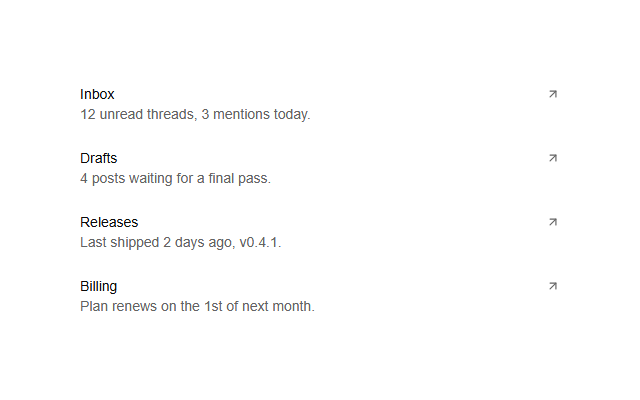 Inbox
12 unread threads, 3 mentions today.
Drafts
4 posts waiting for a final pass.
Releases
Last shipped 2 days ago, v0.4.1.
Billing
Plan renews on the 1st of next month.